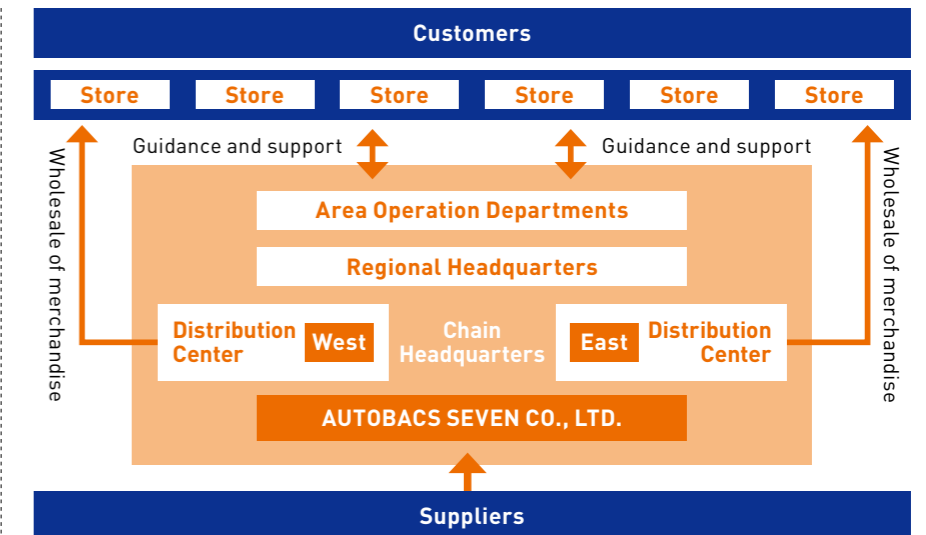 Customers
Store Store Store Store Store Store
Guidance and support
Guidance and support
Wholesale of merchandise
Wholesale of merchandise
Area Operation Departments
Regional Headquarters
Distribution
Center
West
Chain
Headquarters
East
Distribution
Center
AUTOBACS SEVEN CO., LTD.
Suppliers